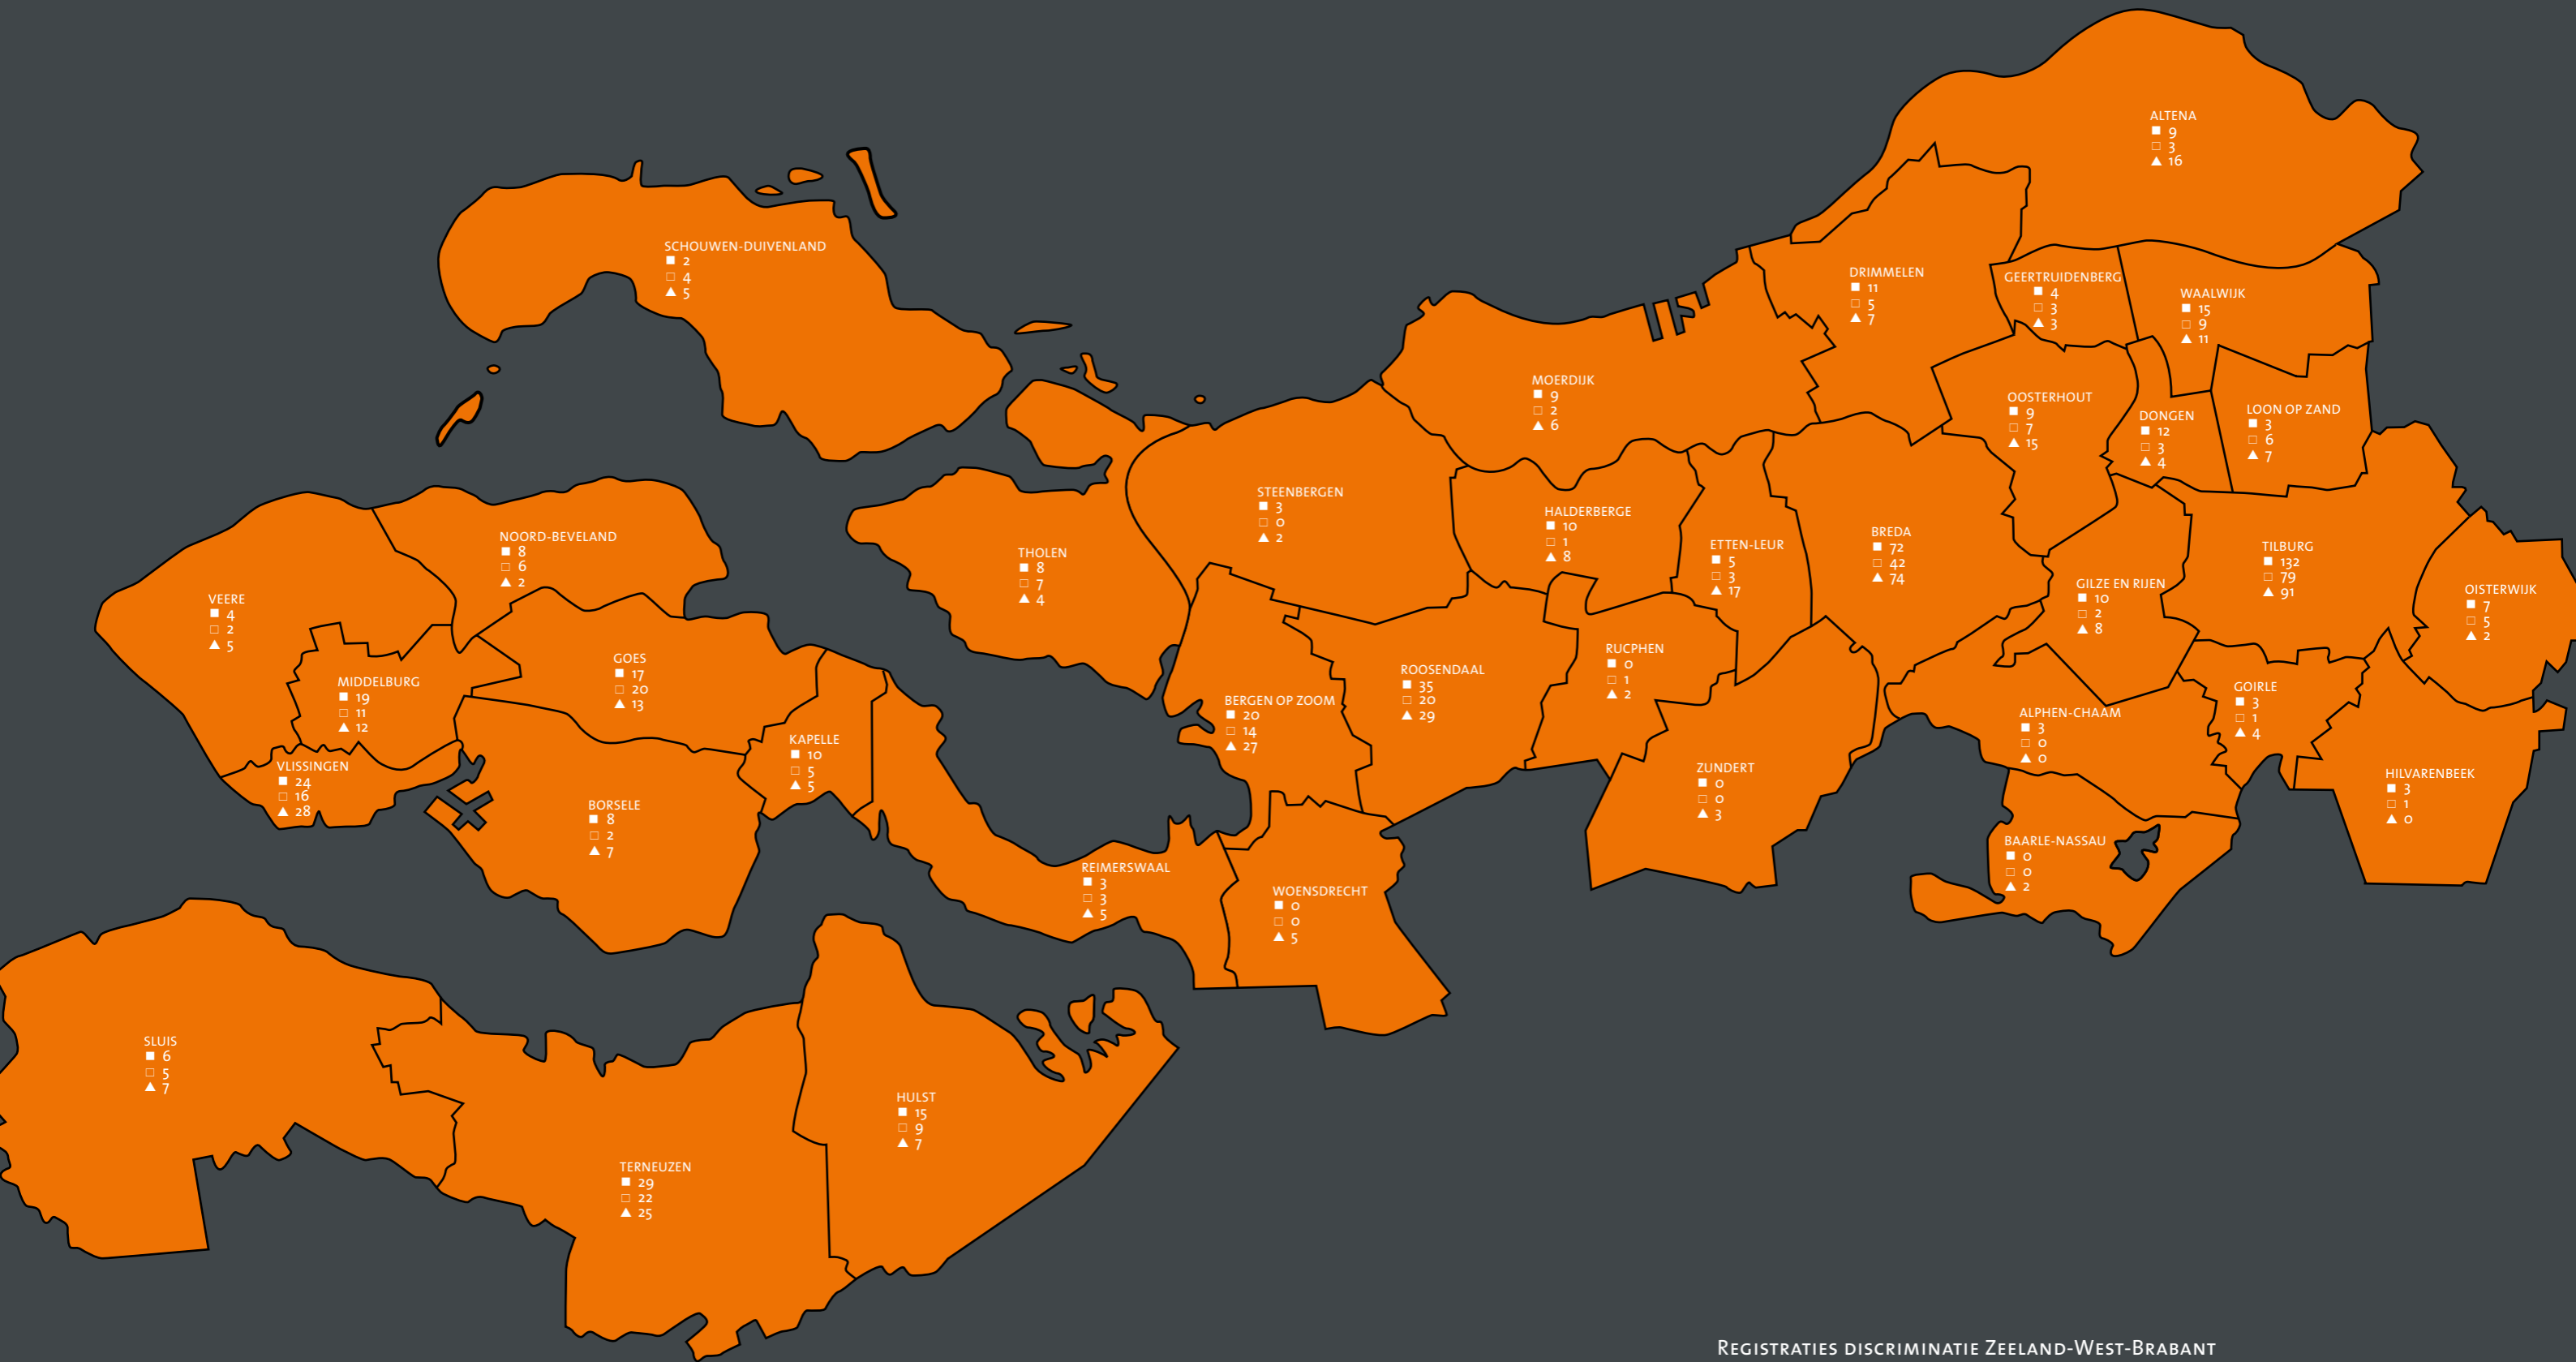 ALTENA
■ 9
□ 3
▲ 16
SCHOUWEN-DUIVENLAND
■ 2
□ 4
▲ 5
DRIMMELEN
■ 11
□ 5
▲ 7
GEERTRUIDENBERG
■ 4
□ 3
▲ 3
WAALWIJK
■ 15
□ 9
▲ 11
MOERDIJK
■ 9
□ 2
▲ 6
OOSTERHOUT
■ 9
□ 7
▲ 15
DONGEN
■ 12
□ 3
▲ 4
LOON OP ZAND
■ 3
□ 6
▲ 7
STEENBERGEN
■ 3
□ 0
▲ 2
HALDERBERGE
■ 10
□ 1
▲ 8
ETTEN-LEUR
■ 5
□ 3
▲ 17
BREDA
■ 72
□ 42
▲ 74
NOORD-BEVELAND
■ 8
□ 6
▲ 2
THOLEN
■ 8
□ 7
▲ 4
GILZE EN RIJEN
■ 10
□ 2
▲ 8
TILBURG
■ 132
□ 79
▲ 91
OISTERWIJK
■ 7
□ 5
▲ 2
VEERE
■ 4
□ 2
▲ 5
MIDDELBURG
■ 19
□ 11
▲ 12
GOES
■ 17
□ 20
▲ 13
BERGEN OP ZOOM
■ 20
□ 14
▲ 27
ROOSENDAAL
■ 35
□ 20
▲ 29
RUCPHEN
■ 0
□ 1
▲ 2
ALPHEN-CHAAM
■ 3
□ 0
▲ 0
GOIRLE
■ 3
□ 1
▲ 4
VLISSINGEN
■ 24
□ 16
▲ 28
KAPELLE
■ 10
□ 5
▲ 5
ZUNDERT
■ 0
□ 0
▲ 3
HILVARENBEEK
■ 3
□ 1
▲ 0
BORSELE
■ 8
□ 2
▲ 7
BAARLE-NASSAU
■ 0
□ 0
▲ 2
REIMERSWAAL
■ 3
□ 3
▲ 5
WOENSDRECHT
■ 0
□ 0
▲ 5
SLUIS
■ 6
□ 5
▲ 7
HULST
■ 15
□ 9
▲ 7
TERNEUZEN
■ 29
□ 22
▲ 25
REGISTRATIES DISCRIMINATIE ZEELAND-WEST-BRABANT